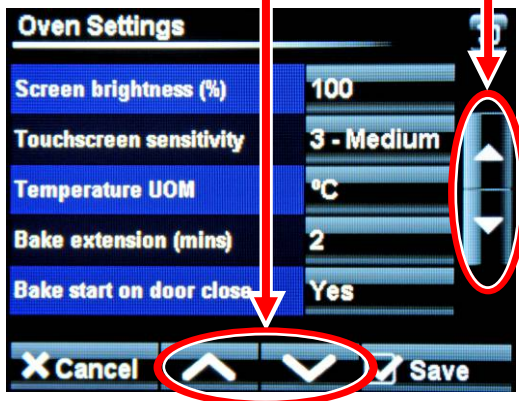 Oven Settings
Screen brightness (%) 100
Touchscreen sensitivity 3 - Medium
Temperature UOM ºC
Bake extension (mins) 2
Bake start on door close Yes
Cancel Save